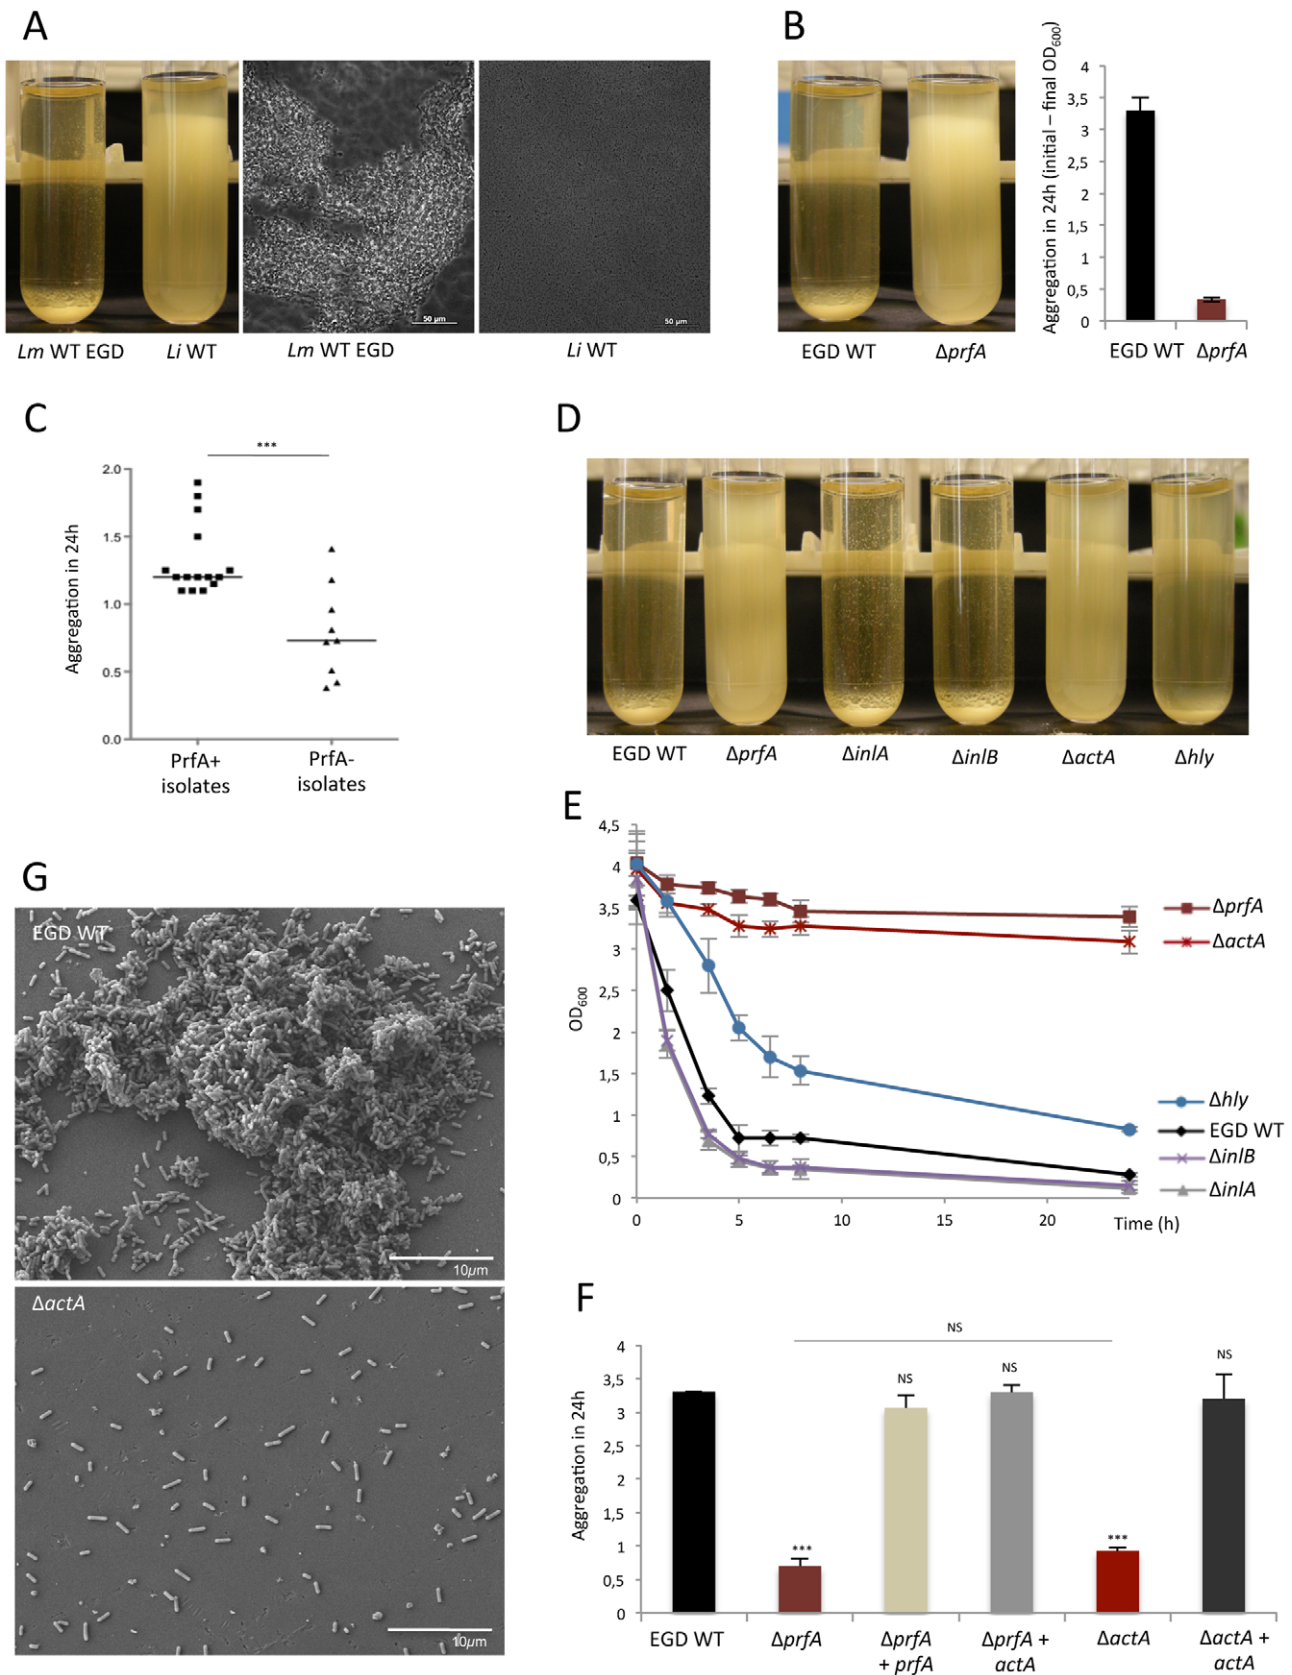 A
Lm WT EGD
Li WT
50 µm
Lm WT EGD
50 µm
Li WT
B
EGD WT
ΔprfA
Aggregation in 24h (initial – final OD600)
4
3,5
3
2,5
2
1,5
1
0,5
0
EGD WT
ΔprfA
C
***
Aggregation in 24h
2.0
1.5
1.0
0.5
0.0
PrfA+
isolates
PrfA-
isolates
D
EGD WT
ΔprfA
ΔinlA
ΔinlB
ΔactA
Δhly
E
OD600
4,5
4
3,5
3
2,5
2
1,5
1
0,5
0
0
5
10
15
20
Time (h)
ΔprfA
ΔactA
Δhly
EGD WT
ΔinlB
ΔinlA
G
EGD WT
10µm
ΔactA
10µm
F
Aggregation in 24h
4
3,5
3
2,5
2
1,5
1
0,5
0
NS
***
NS
NS
***
NS
EGD WT
ΔprfA
ΔprfA
+ prfA
ΔprfA +
actA
ΔactA
ΔactA +
actA